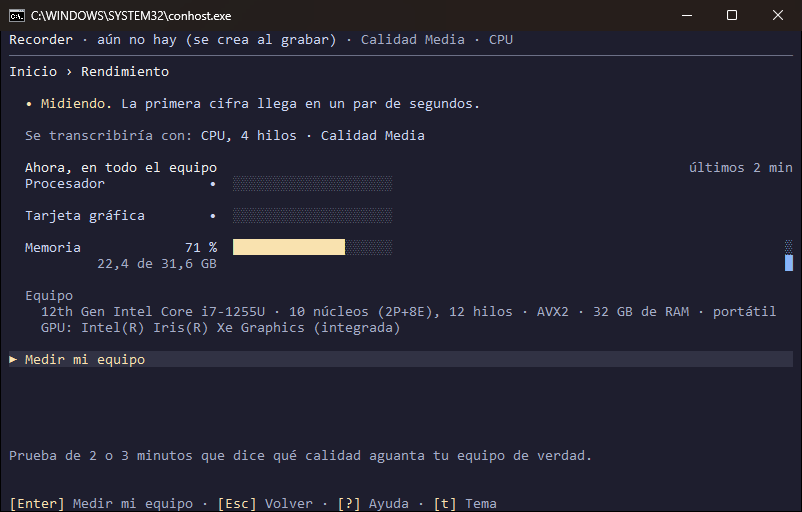 C:\WINDOWS\SYSTEM32\conhost.exe
Recorder · aún no hay (se crea al grabar) · Calidad Media · CPU
Inicio › Rendimiento
• Midiendo. La primera cifra llega en un par de segundos.
Se transcribiría con: CPU, 4 hilos · Calidad Media
Ahora, en todo el equipo últimos 2 min
Procesador •
Tarjeta gráfica •
Memoria 71 %
22,4 de 31,6 GB
Equipo
12th Gen Intel Core i7-1255U · 10 núcleos (2P+8E), 12 hilos · AVX2 · 32 GB de RAM · portátil
GPU: Intel(R) Iris(R) Xe Graphics (integrada)
► Medir mi equipo
Prueba de 2 o 3 minutos que dice qué calidad aguanta tu equipo de verdad.
[Enter] Medir mi equipo · [Esc] Volver · [?] Ayuda · [t] Tema